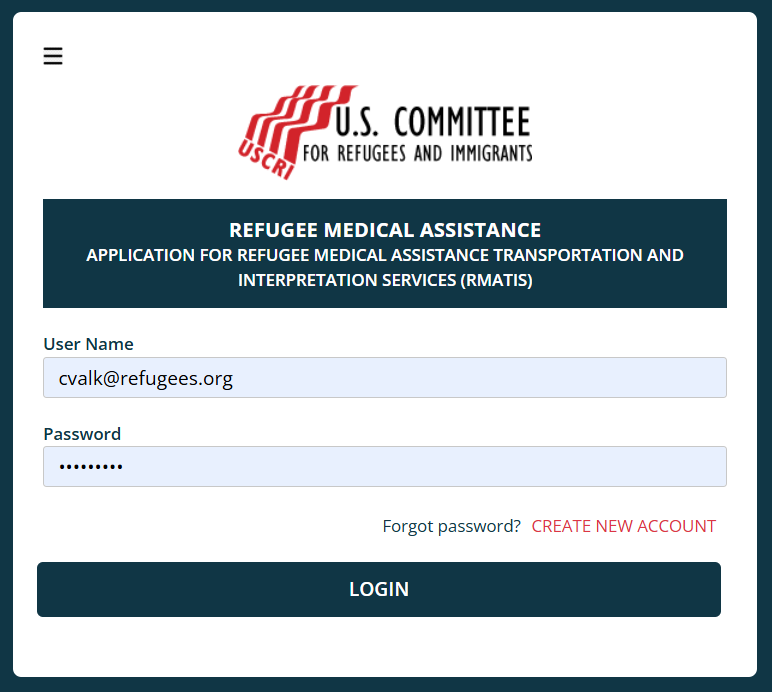 U.S. COMMITTEE
FOR REFUGEES AND IMMIGRANTS
USCRI
REFUGEE MEDICAL ASSISTANCE
APPLICATION FOR REFUGEE MEDICAL ASSISTANCE TRANSPORTATION AND
INTERPRETATION SERVICES (RMATIS)
User Name
cvalk@refugees.org
Password
•••••••••
Forgot password? CREATE NEW ACCOUNT
LOGIN